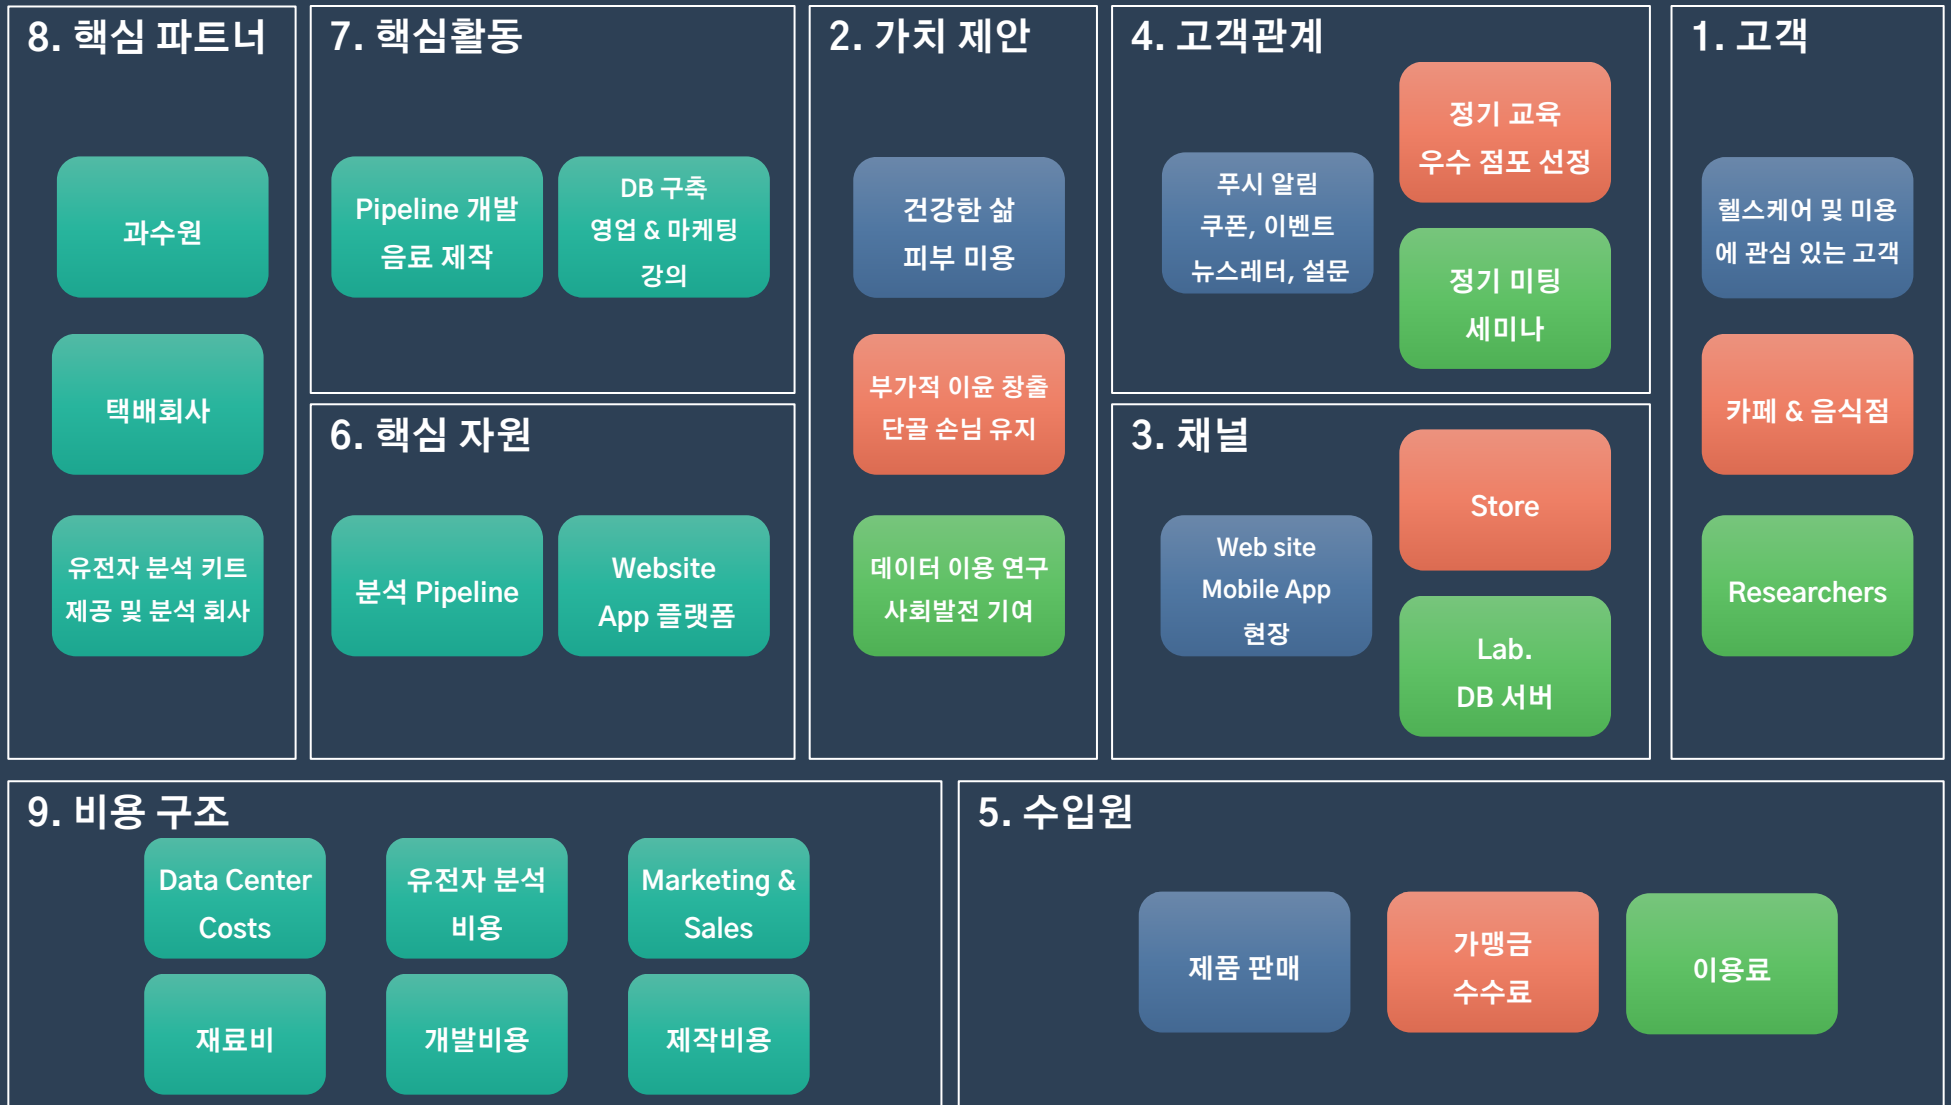 8. 핵심 파트너
과수원
택배회사
유전자 분석 키트
제공 및 분석 회사
7. 핵심활동
Pipeline 개발
음료 제작
DB 구축
영업 & 마케팅
강의
6. 핵심 자원
분석 Pipeline
Website
App 플랫폼
2. 가치 제안
건강한 삶
피부 미용
부가적 이윤 창출
단골 손님 유지
데이터 이용 연구
사회발전 기여
4. 고객관계
푸시 알림
쿠폰, 이벤트
뉴스레터, 설문
정기 교육
우수 점포 선정
정기 미팅
세미나
3. 채널
Web site
Mobile App
현장
Store
Lab.
DB 서버
1. 고객
헬스케어 및 미용
에 관심 있는 고객
카페 & 음식점
Researchers
9. 비용 구조
Data Center
Costs
유전자 분석
비용
Marketing &
Sales
재료비
개발비용
제작비용
5. 수입원
제품 판매
가맹금
수수료
이용료